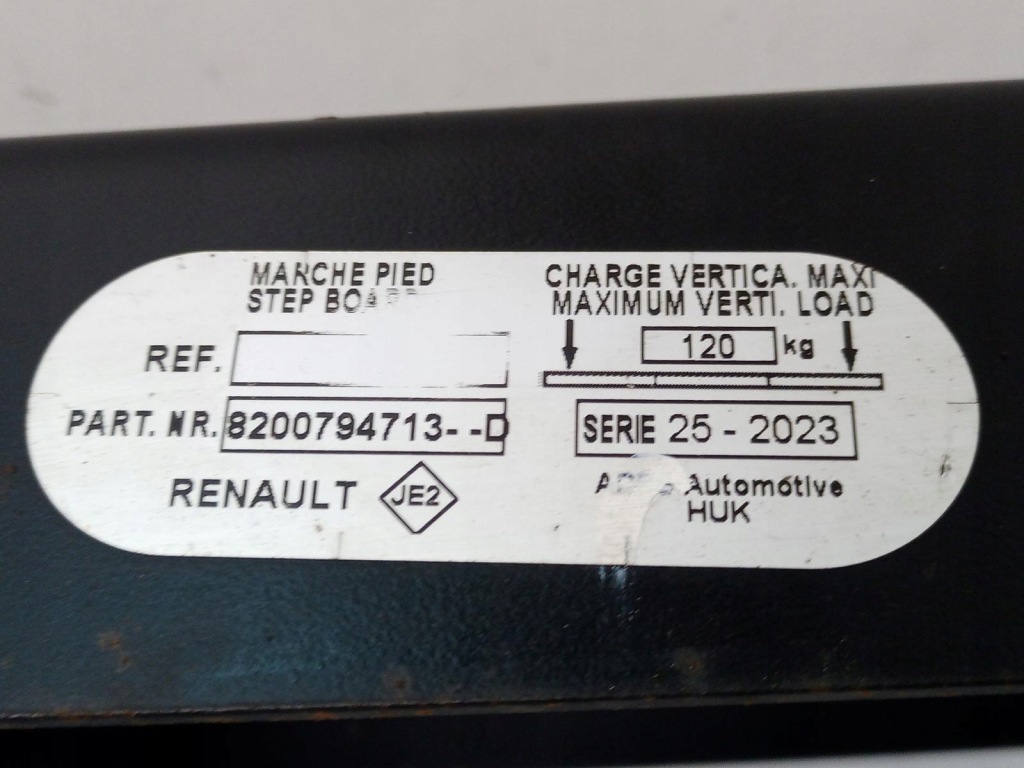 MARCHE PIED
STEP BOARD
REF.
PART. NR. 8200794713--D
RENAULT JE2
CHARGE VERTICA. MAXI
MAXIMUM VERTI. LOAD
120 kg
SERIE 25 - 2023
Automotive
HUK